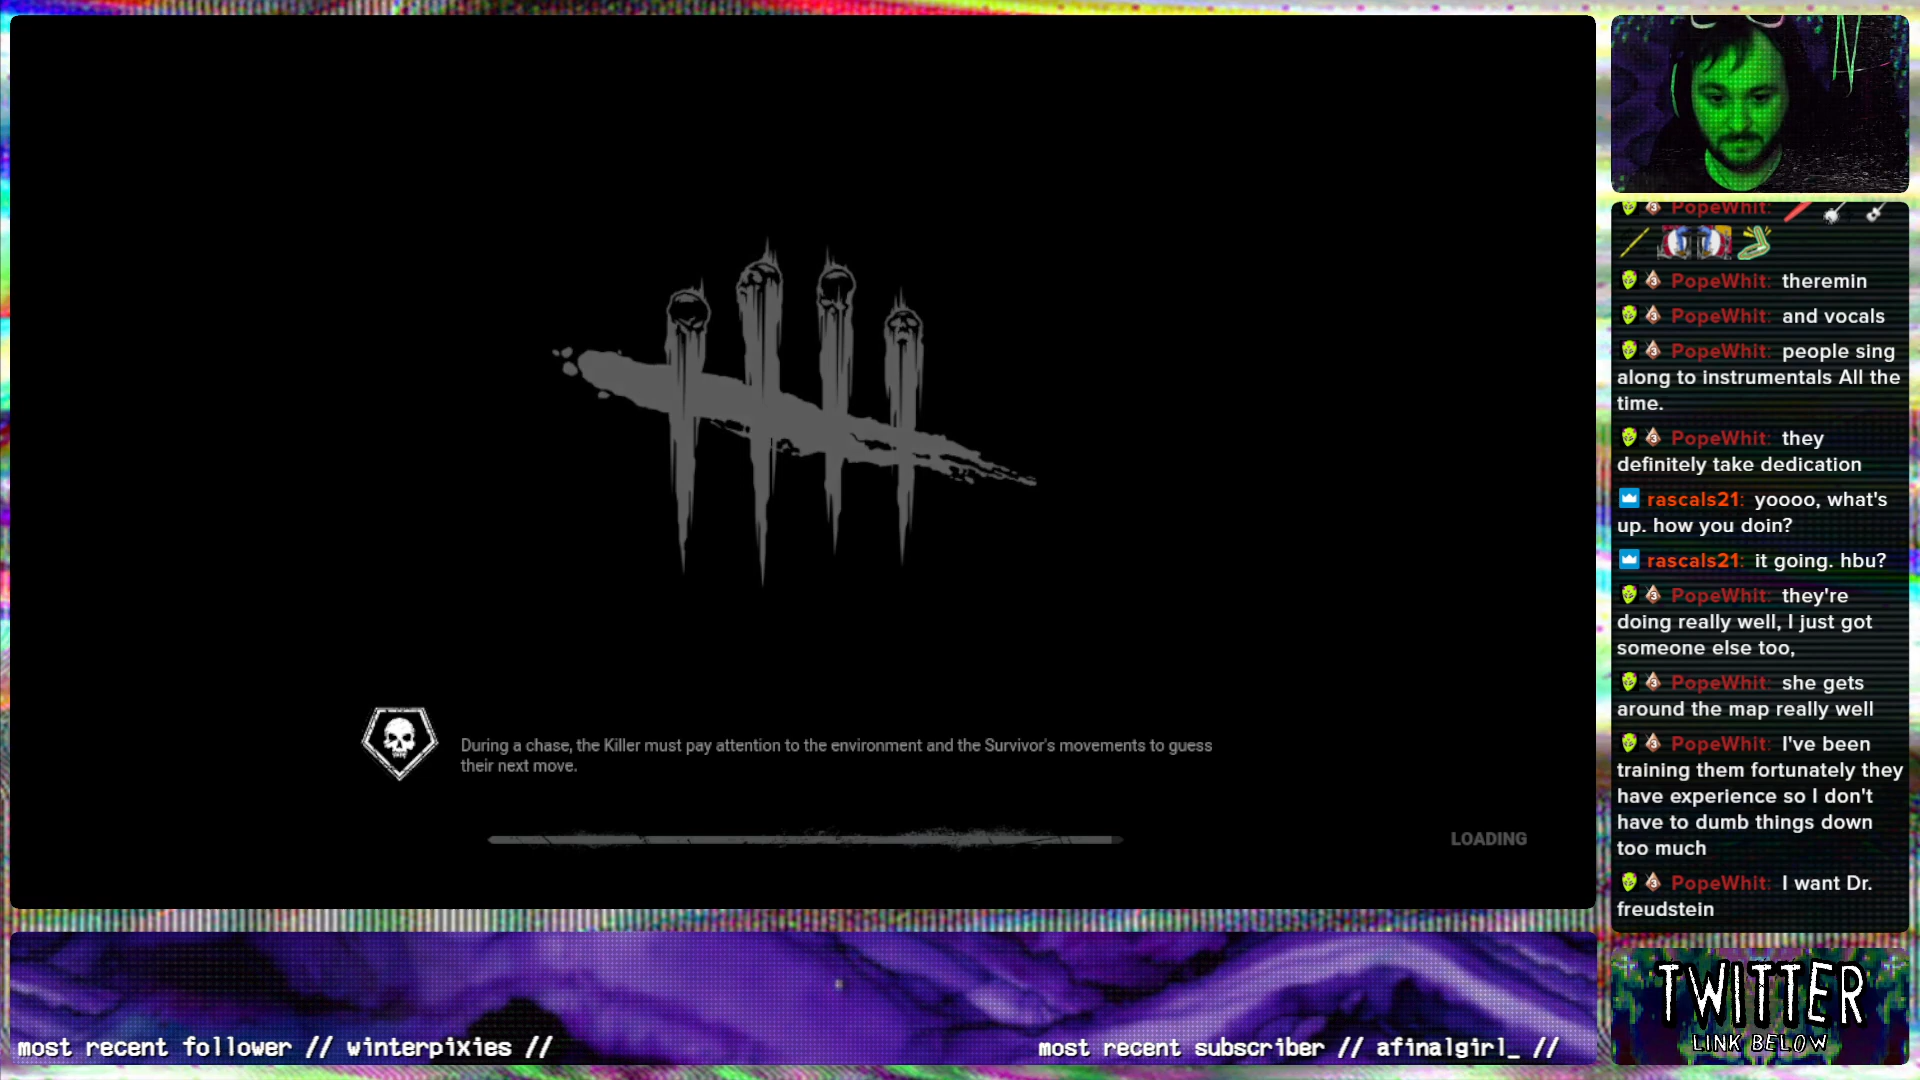 PopeWhit:
PopeWhit: theremin
PopeWhit: and vocals
PopeWhit: people sing
along to instrumentals All the
time.
PopeWhit: they
definitely take dedication
rascals21: yoooo, what's
up. how you doin?
rascals21: it going. hbu?
PopeWhit: they're
doing really well, I just got
someone else too,
PopeWhit: she gets
around the map really well
PopeWhit: I've been
training them fortunately they
have experience so I don't
have to dumb things down
too much
PopeWhit: I want Dr.
freudstein
During a chase, the Killer must pay attention to the environment and the Survivor's movements to guess
their next move.
LOADING
most recent follower // winterpixies //
most recent subscriber // afinalgirl_ //
TWITTER
LINK BELOW